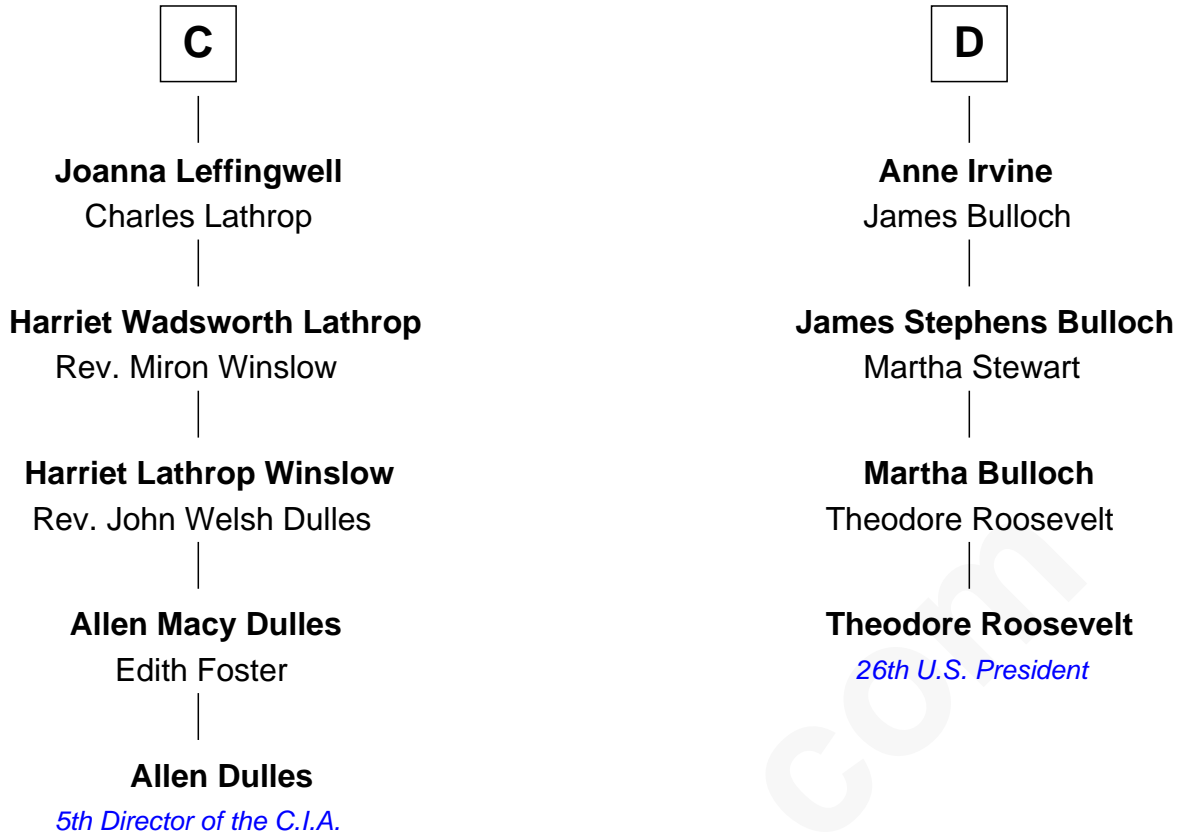 C
Joanna Leffingwell
Charles Lathrop
Harriet Wadsworth Lathrop
Rev. Miron Winslow
Harriet Lathrop Winslow
Rev. John Welsh Dulles
Allen Macy Dulles
Edith Foster
Allen Dulles
5th Director of the C.I.A.
D
Anne Irvine
James Bulloch
James Stephens Bulloch
Martha Stewart
Martha Bulloch
Theodore Roosevelt
Theodore Roosevelt
26th U.S. President
com